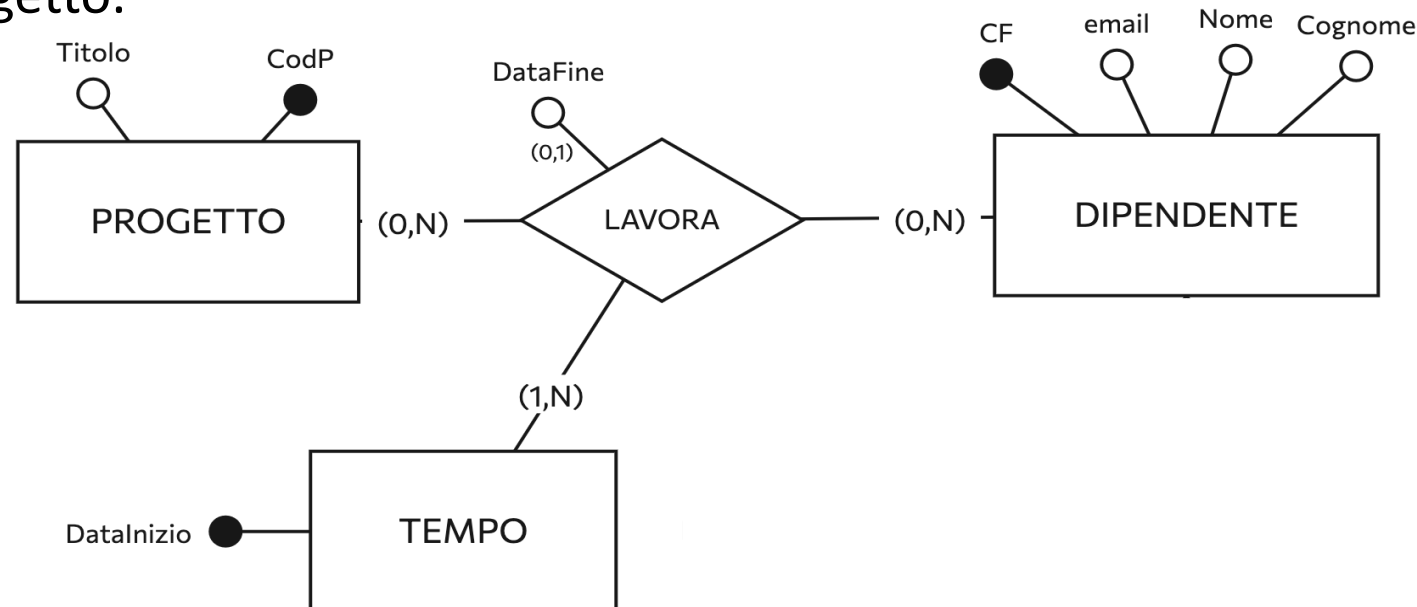 getto.
Titolo
CodP
DataFine
(0,1)
CF
email
Nome
Cognome
PROGETTO
(0,N)
LAVORA
(0,N)
DIPENDENTE
(1,N)
DataInizio
TEMPO